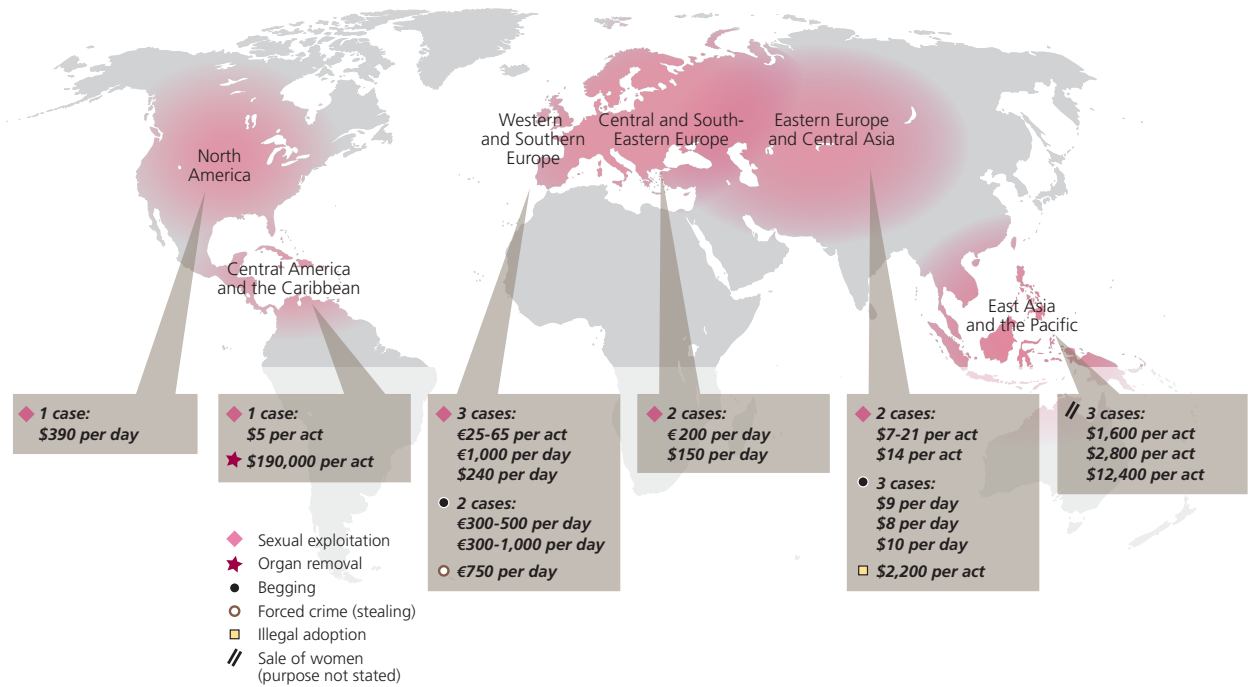 North
America
Central America
and the Caribbean
Western
and Southern
Europe
Central and South-
Eastern Europe
Eastern Europe
and Central Asia
East Asia
and the Pacific
1 case:
$390 per day
1 case:
$5 per act
$190,000 per act
3 cases:
€25-65 per act
€1,000 per day
$240 per day
2 cases:
€300-500 per day
€300-1,000 per day
€750 per day
2 cases:
€ 200 per day
$150 per day
2 cases:
$7-21 per act
$14 per act
3 cases:
$9 per day
$8 per day
$10 per day
$2,200 per act
3 cases:
$1,600 per act
$2,800 per act
$12,400 per act
Sexual exploitation
Organ removal
Begging
Forced crime (stealing)
Illegal adoption
Sale of women
(purpose not stated)